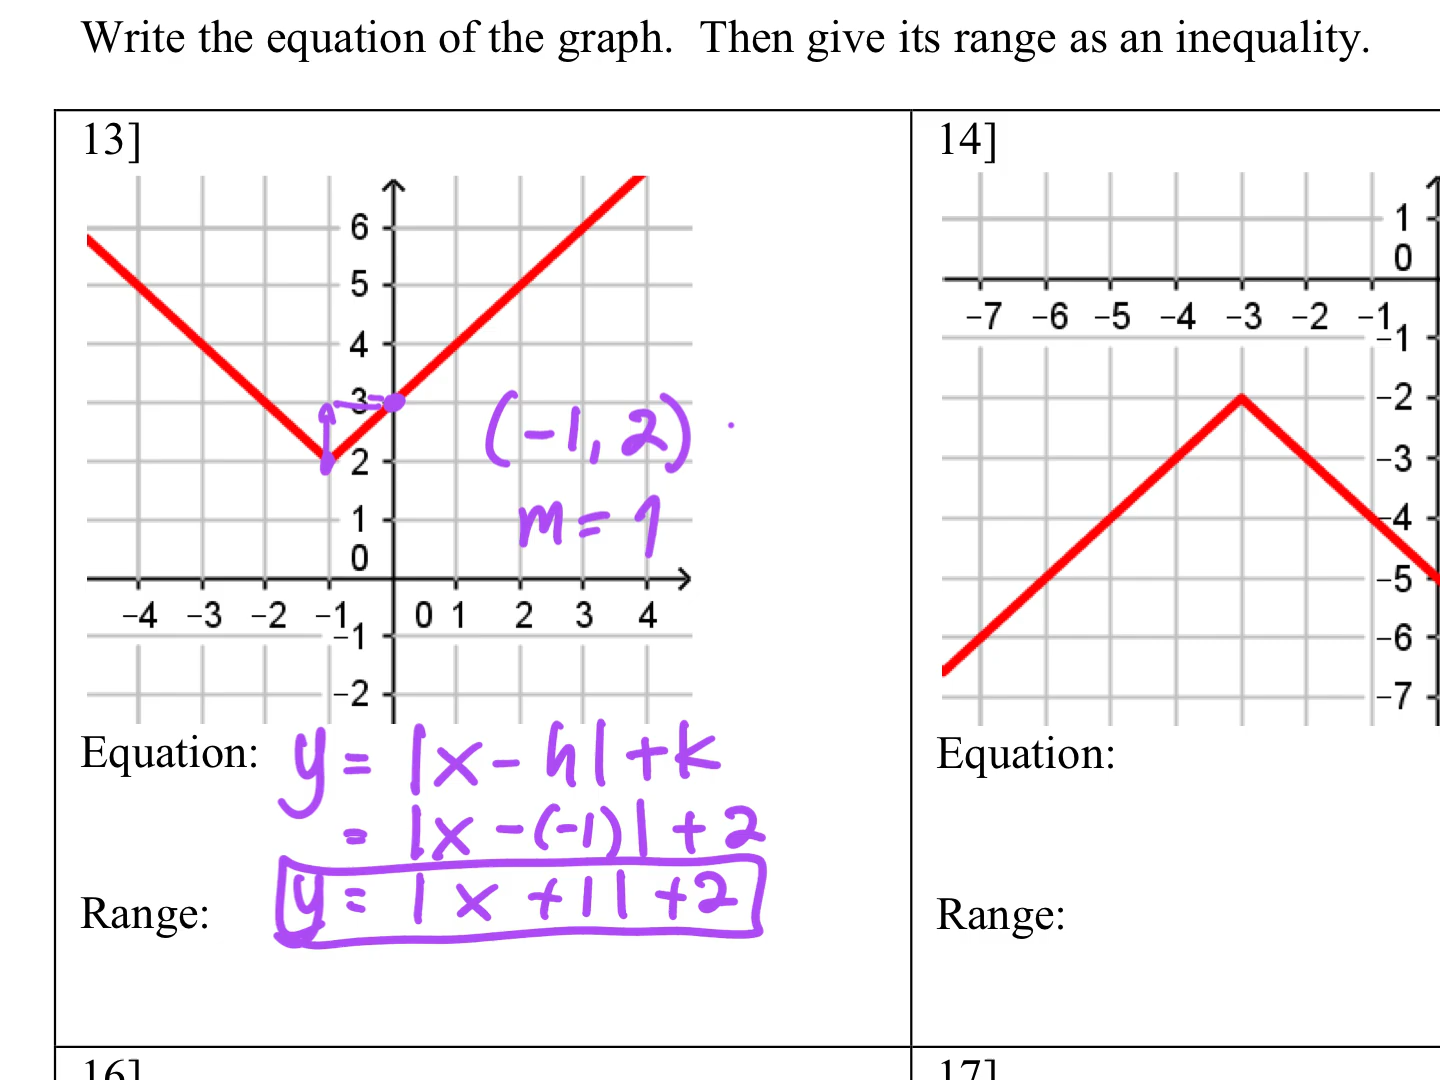 Write the equation of the graph. Then give its range as an inequality.
13]
6
5
4
3
2
1
0
−4 −3 −2 −1 0 1 2 3 4
−1
−2
(-1, 2)
m = 1
Equation: y = |x - h| + k
= |x - (-1)| + 2
y = |x + 1| + 2
Range:
14]
1
0
−7 −6 −5 −4 −3 −2 −1
−1
−2
−3
−4
−5
−6
−7
Equation:
Range:
16]
17]